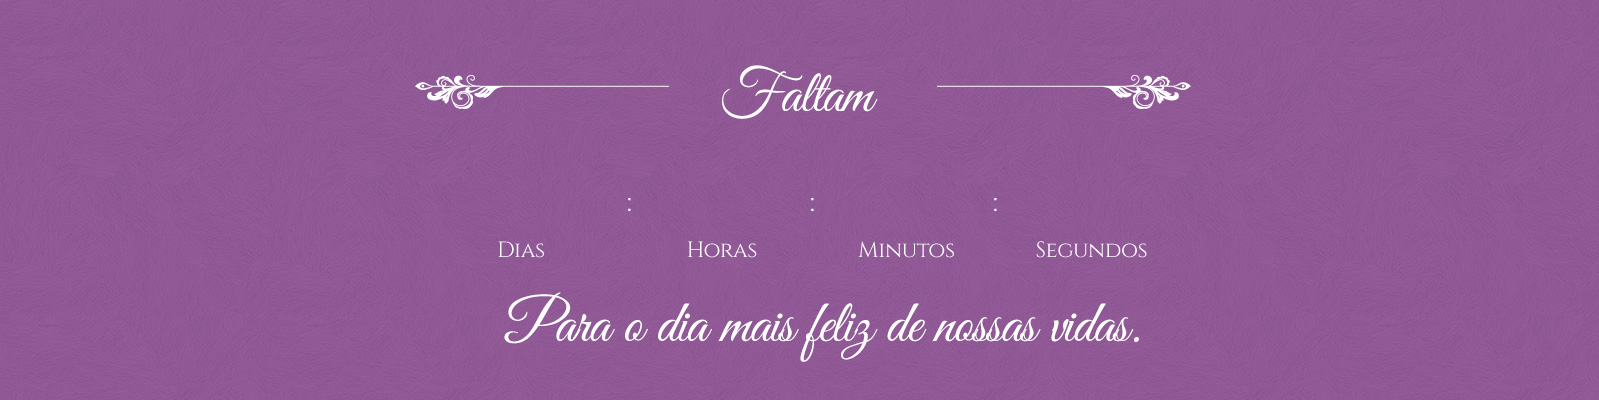 Faltam
: : :
Dias Horas Minutos Segundos
Para o dia mais feliz de nossas vidas.